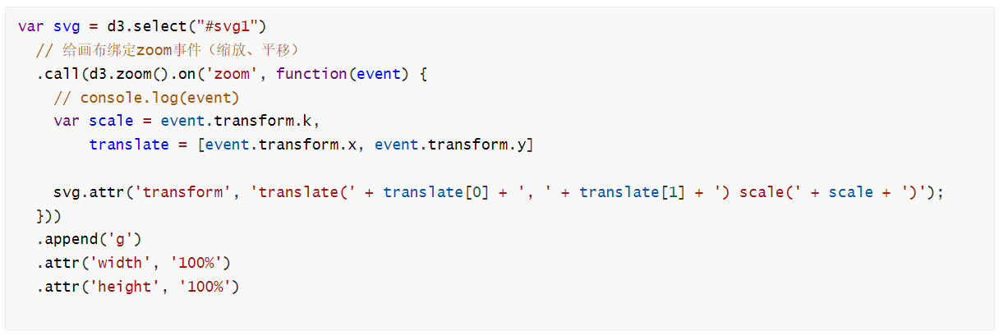 var svg = d3.select("#svg1")
  // 给画布绑定zoom事件（缩放、平移）
  .call(d3.zoom().on('zoom', function(event) {
    // console.log(event)
    var scale = event.transform.k,
        translate = [event.transform.x, event.transform.y]

    svg.attr('transform', 'translate(' + translate[0] + ', ' + translate[1] + ') scale(' + scale + ')');
  }))
  .append('g')
  .attr('width', '100%')
  .attr('height', '100%')